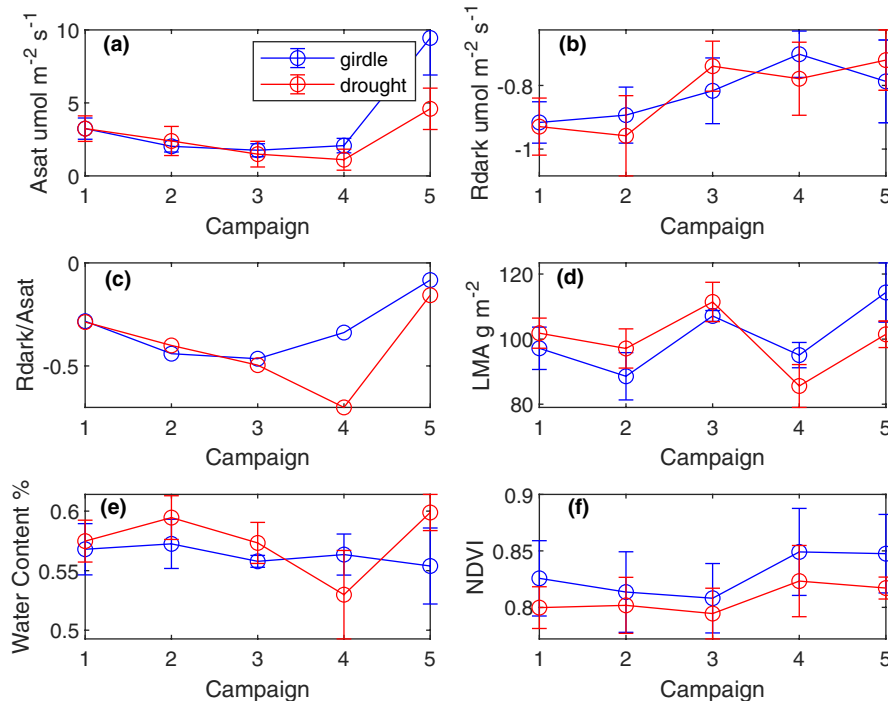 (a)
girdle
drought
Asat umol m⁻² s⁻¹
10
5
0
1 2 3 4 5
Campaign
(b)
Rdark umol m⁻² s⁻¹
-0.8
-1
1 2 3 4 5
Campaign
(c)
Rdark/Asat
0
-0.5
1 2 3 4 5
Campaign
(d)
LMA g m⁻²
120
100
80
1 2 3 4 5
Campaign
(e)
Water Content %
0.6
0.55
0.5
1 2 3 4 5
Campaign
(f)
NDVI
0.9
0.85
0.8
1 2 3 4 5
Campaign